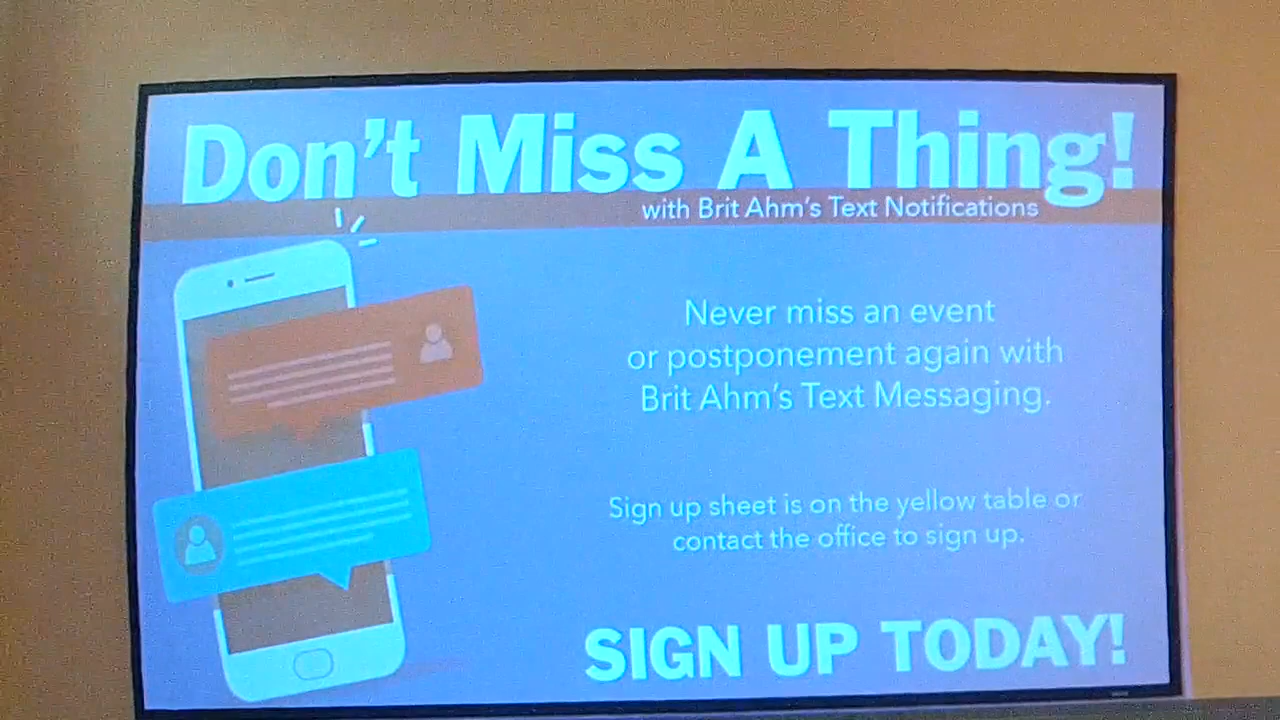 Don't Miss A Thing!
with Brit Ahm's Text Notifications
Never miss an event
or postponement again with
Brit Ahm's Text Messaging.
Sign up sheet is on the yellow table or
contact the office to sign up.
SIGN UP TODAY!